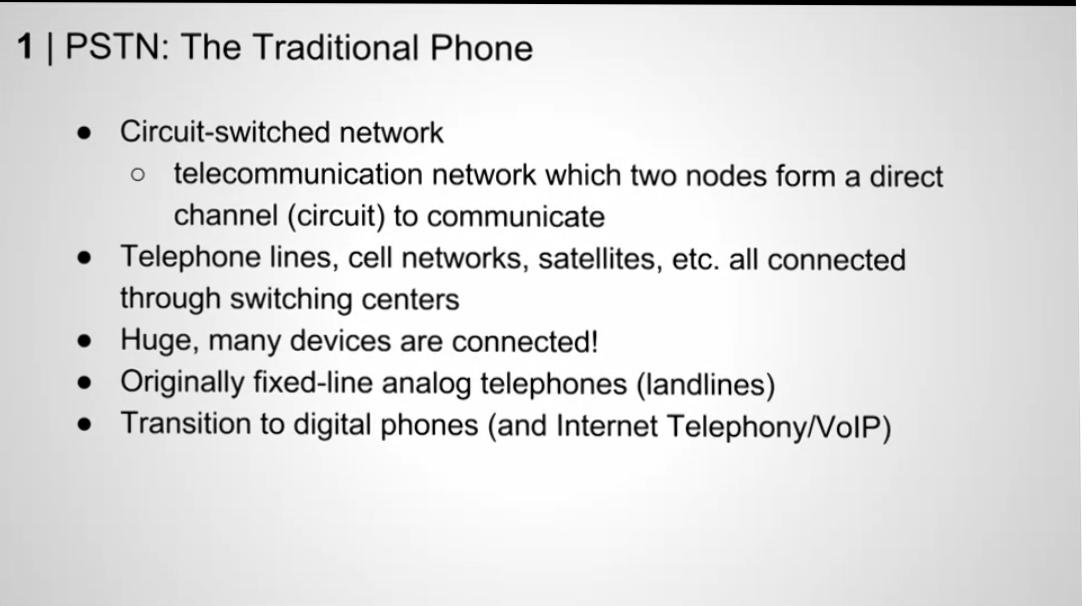 1 | PSTN: The Traditional Phone
● Circuit-switched network
○ telecommunication network which two nodes form a direct
channel (circuit) to communicate
● Telephone lines, cell networks, satellites, etc. all connected
through switching centers
● Huge, many devices are connected!
● Originally fixed-line analog telephones (landlines)
● Transition to digital phones (and Internet Telephony/VoIP)